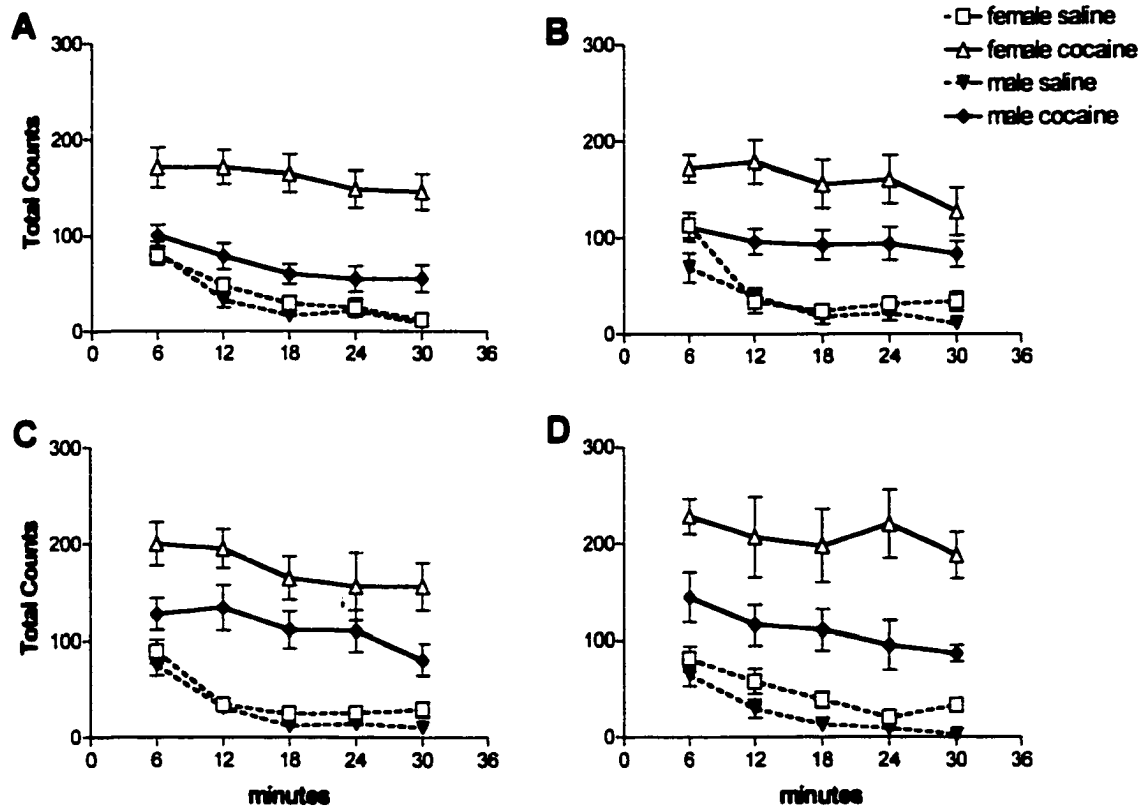 A
B
female saline
female cocaine
male saline
male cocaine
300
200
100
0
Total Counts
0 6 12 18 24 30 36
300
200
100
0
0 6 12 18 24 30 36
C
D
300
200
100
0
Total Counts
0 6 12 18 24 30 36
minutes
300
200
100
0
0 6 12 18 24 30 36
minutes